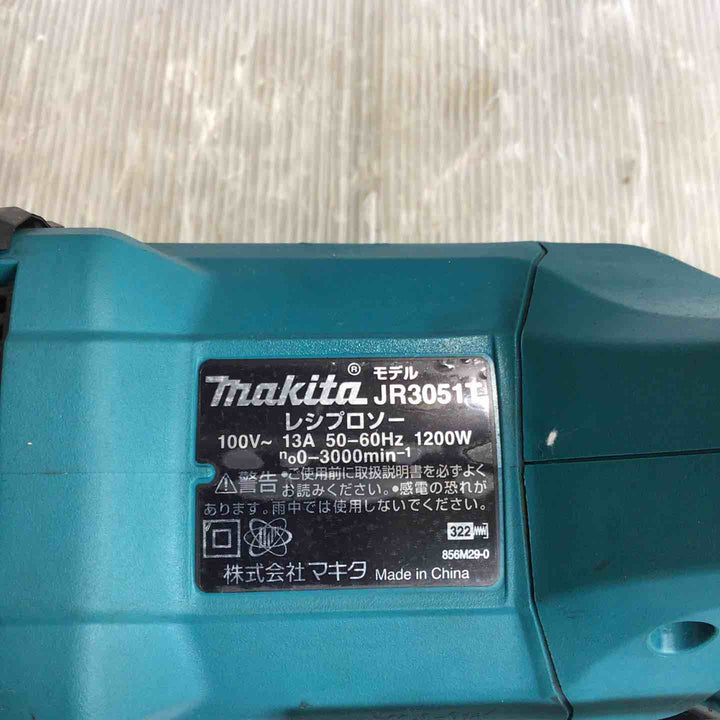 makita® モデル JR3051T
レシプロソー
100V~ 13A 50-60Hz 1200W
n₀0-3000min⁻¹
⚠警告 •ご使用前に取扱説明書を必ずよく
お読みください。•感電の恐れが
あります。雨中では使用しないでください。
322
856M29-0
株式会社マキタ Made in China